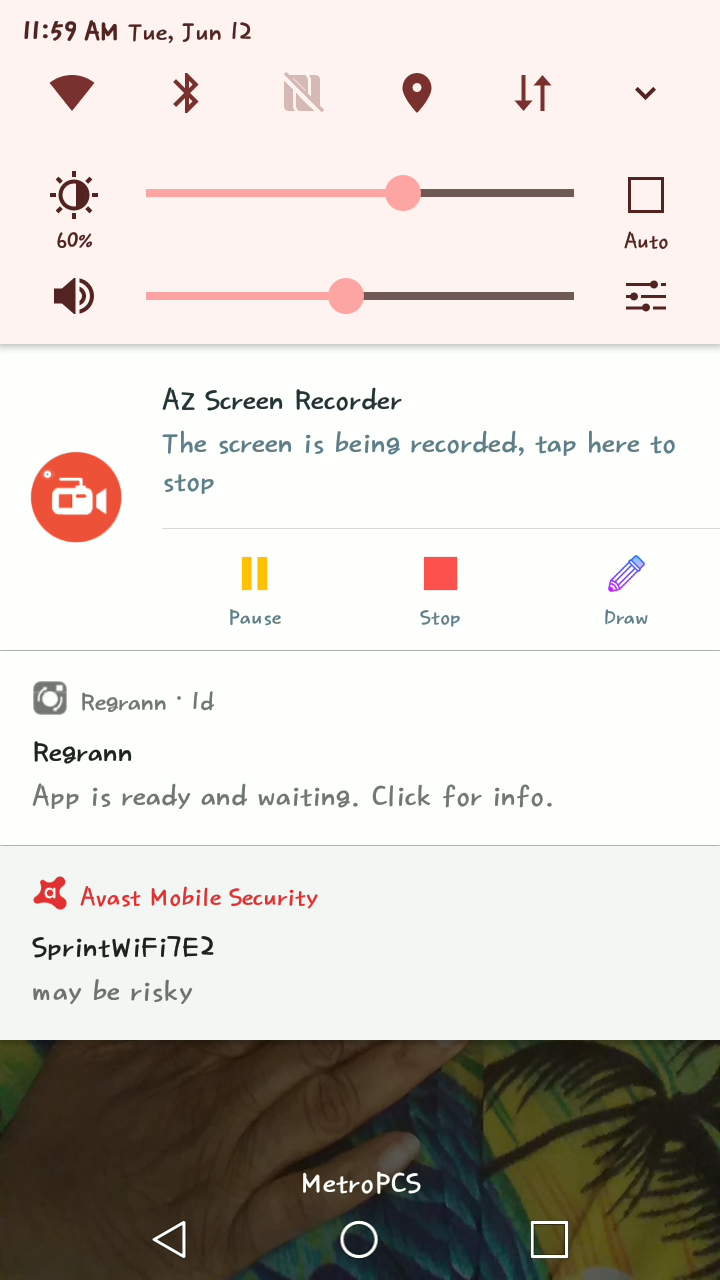 11:59 AM Tue, Jun 12
60%
Auto
AZ Screen Recorder
The screen is being recorded, tap here to
stop
Pause
Stop
Draw
Regrann · 1d
Regrann
App is ready and waiting. Click for info.
Avast Mobile Security
SprintWiFi7E2
may be risky
MetroPCS